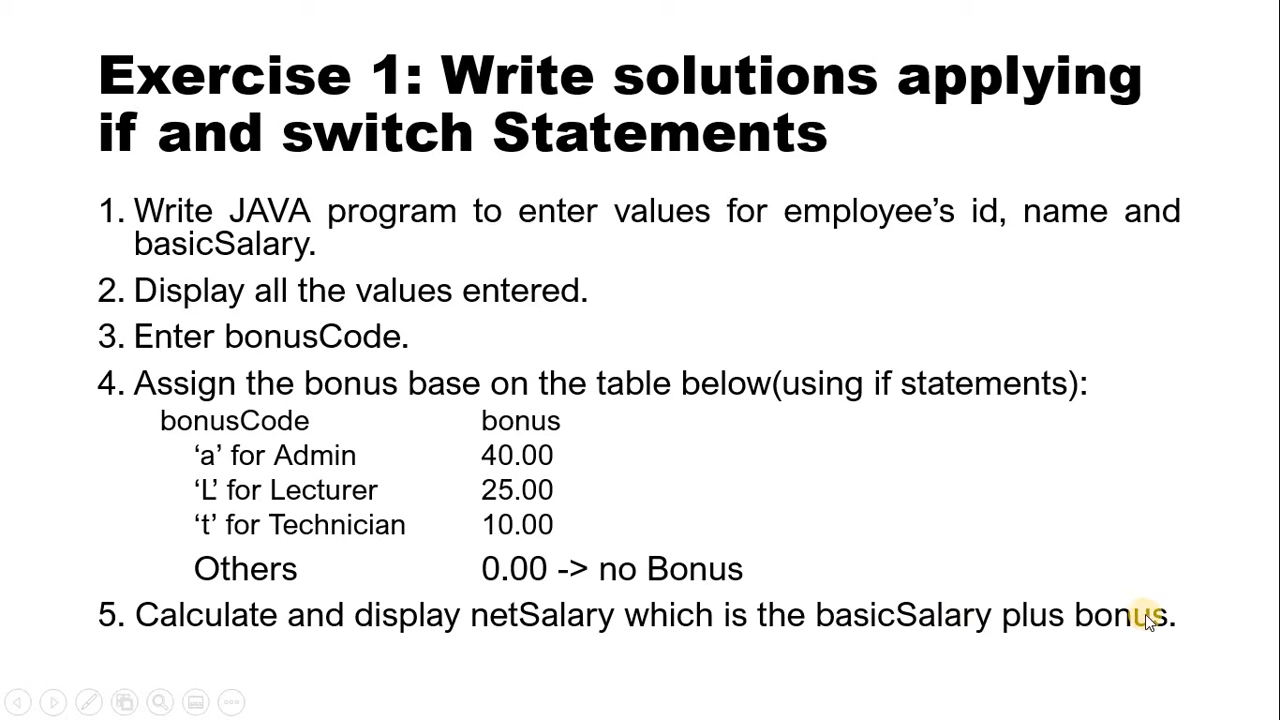 Exercise 1: Write solutions applying
if and switch Statements
1. Write JAVA program to enter values for employee’s id, name and
basicSalary.
2. Display all the values entered.
3. Enter bonusCode.
4. Assign the bonus base on the table below(using if statements):
bonusCode bonus
‘a’ for Admin 40.00
‘L’ for Lecturer 25.00
‘t’ for Technician 10.00
Others 0.00 -> no Bonus
5. Calculate and display netSalary which is the basicSalary plus bonus.